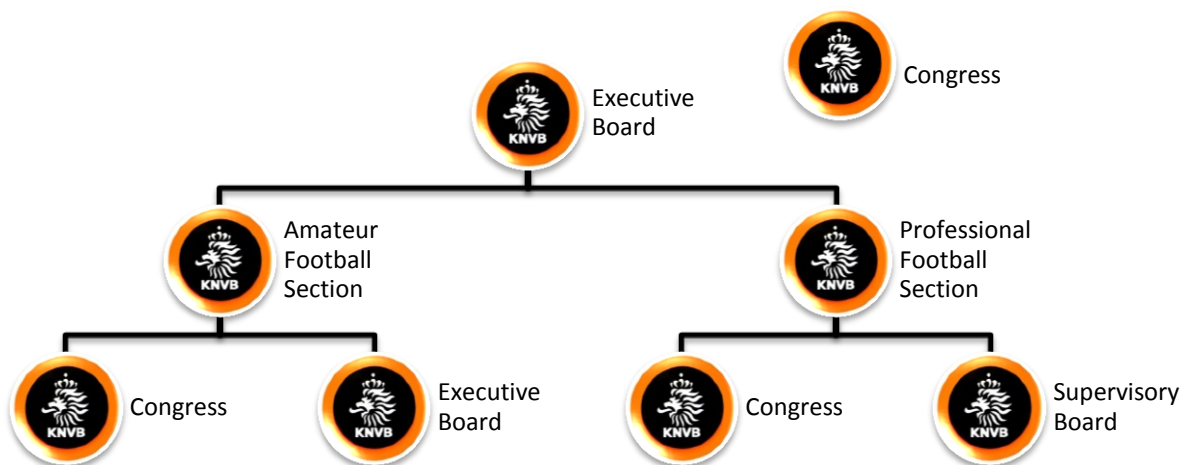 KNVB
Congress
KNVB
Executive
Board
KNVB
Amateur
Football
Section
KNVB
Professional
Football
Section
KNVB
Congress
KNVB
Executive
Board
KNVB
Congress
KNVB
Supervisory
Board